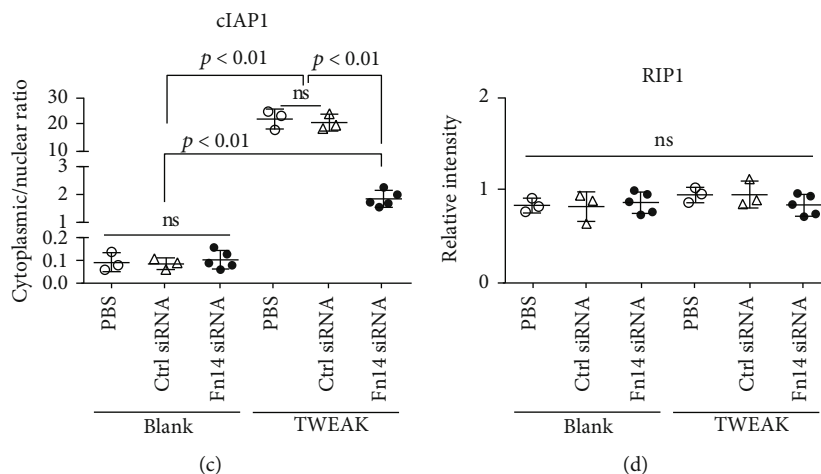 cIAP1
p < 0.01
p < 0.01
ns
p < 0.01
ns
30
20
10
3
2
1
0.2
0.1
0.0
Cytoplasmic/nuclear ratio
PBS
Ctrl siRNA
Fn14 siRNA
PBS
Ctrl siRNA
Fn14 siRNA
Blank
TWEAK
(c)
RIP1
ns
2
1
0
Relative intensity
PBS
Ctrl siRNA
Fn14 siRNA
PBS
Ctrl siRNA
Fn14 siRNA
Blank
TWEAK
(d)